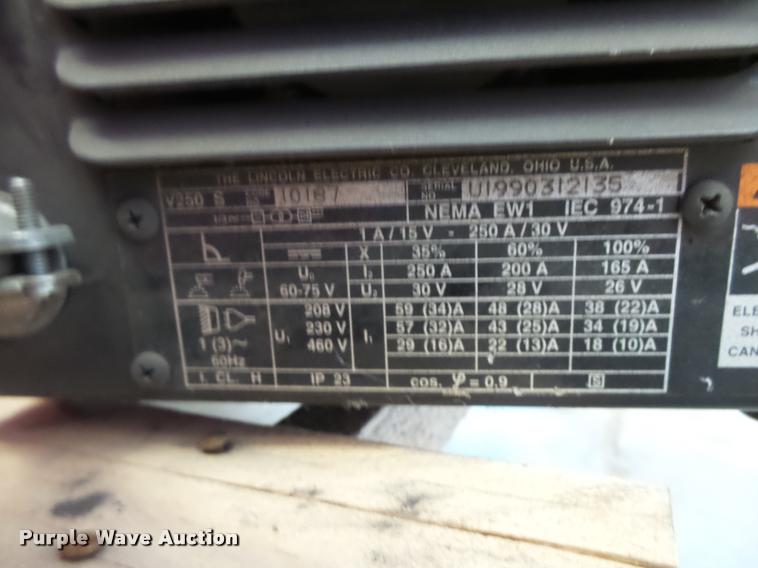 THE LINCOLN ELECTRIC CO. CLEVELAND, OHIO U.S.A.
V250 S CODE NO. 10187 SERIAL NO. U1990312135
NEMA EW1 IEC 974-1
1 A / 15 V - 250 A / 30 V
X 35% 60% 100%
U₀ I₂ 250 A 200 A 165 A
60-75 V U₂ 30 V 28 V 26 V
208 V 59 (34)A 48 (28)A 38 (22)A
U₁ 230 V I₁ 57 (32)A 43 (25)A 34 (19)A
1 (3)~ 460 V 29 (16)A 22 (13)A 18 (10)A
60Hz
I. CL. H IP 23 cos. φ = 0,9 S
ELE
SH
CAN
Purple Wave Auction